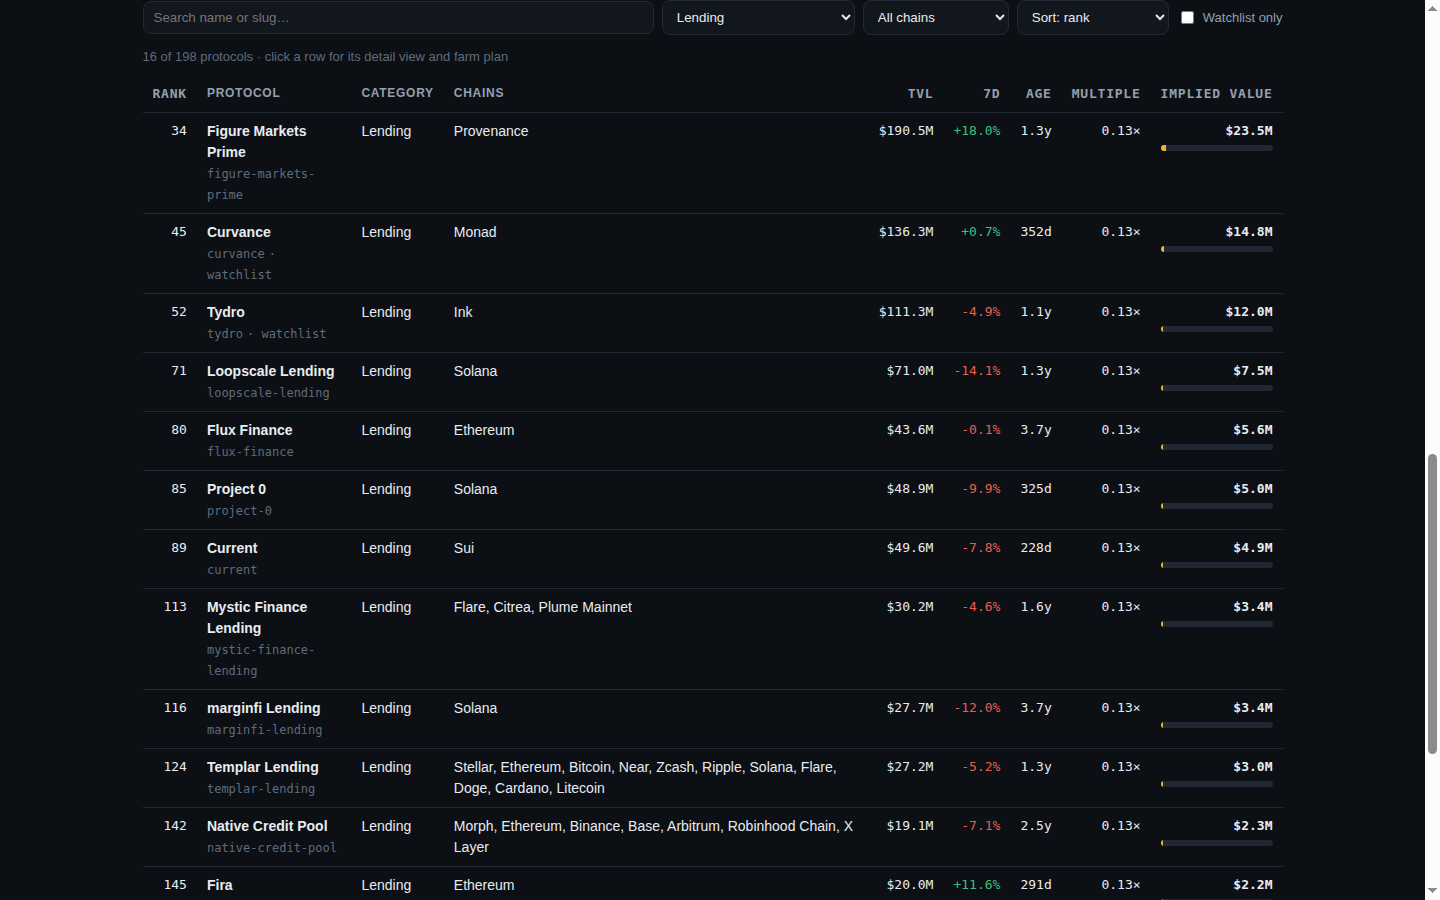 Search name or slug…
Lending
All chains
Sort: rank
Watchlist only
16 of 198 protocols · click a row for its detail view and farm plan
RANK PROTOCOL CATEGORY CHAINS TVL 7D AGE MULTIPLE IMPLIED VALUE
34 Figure Markets Lending Provenance $190.5M +18.0% 1.3y 0.13× $23.5M
Prime
figure-markets-
prime
45 Curvance Lending Monad $136.3M +0.7% 352d 0.13× $14.8M
curvance ·
watchlist
52 Tydro Lending Ink $111.3M -4.9% 1.1y 0.13× $12.0M
tydro · watchlist
71 Loopscale Lending Lending Solana $71.0M -14.1% 1.3y 0.13× $7.5M
loopscale-lending
80 Flux Finance Lending Ethereum $43.6M -0.1% 3.7y 0.13× $5.6M
flux-finance
85 Project 0 Lending Solana $48.9M -9.9% 325d 0.13× $5.0M
project-0
89 Current Lending Sui $49.6M -7.8% 228d 0.13× $4.9M
current
113 Mystic Finance Lending Flare, Citrea, Plume Mainnet $30.2M -4.6% 1.6y 0.13× $3.4M
Lending
mystic-finance-
lending
116 marginfi Lending Lending Solana $27.7M -12.0% 3.7y 0.13× $3.4M
marginfi-lending
124 Templar Lending Lending Stellar, Ethereum, Bitcoin, Near, Zcash, Ripple, Solana, Flare, $27.2M -5.2% 1.3y 0.13× $3.0M
templar-lending Doge, Cardano, Litecoin
142 Native Credit Pool Lending Morph, Ethereum, Binance, Base, Arbitrum, Robinhood Chain, X $19.1M -7.1% 2.5y 0.13× $2.3M
native-credit-pool Layer
145 Fira Lending Ethereum $20.0M +11.6% 291d 0.13× $2.2M